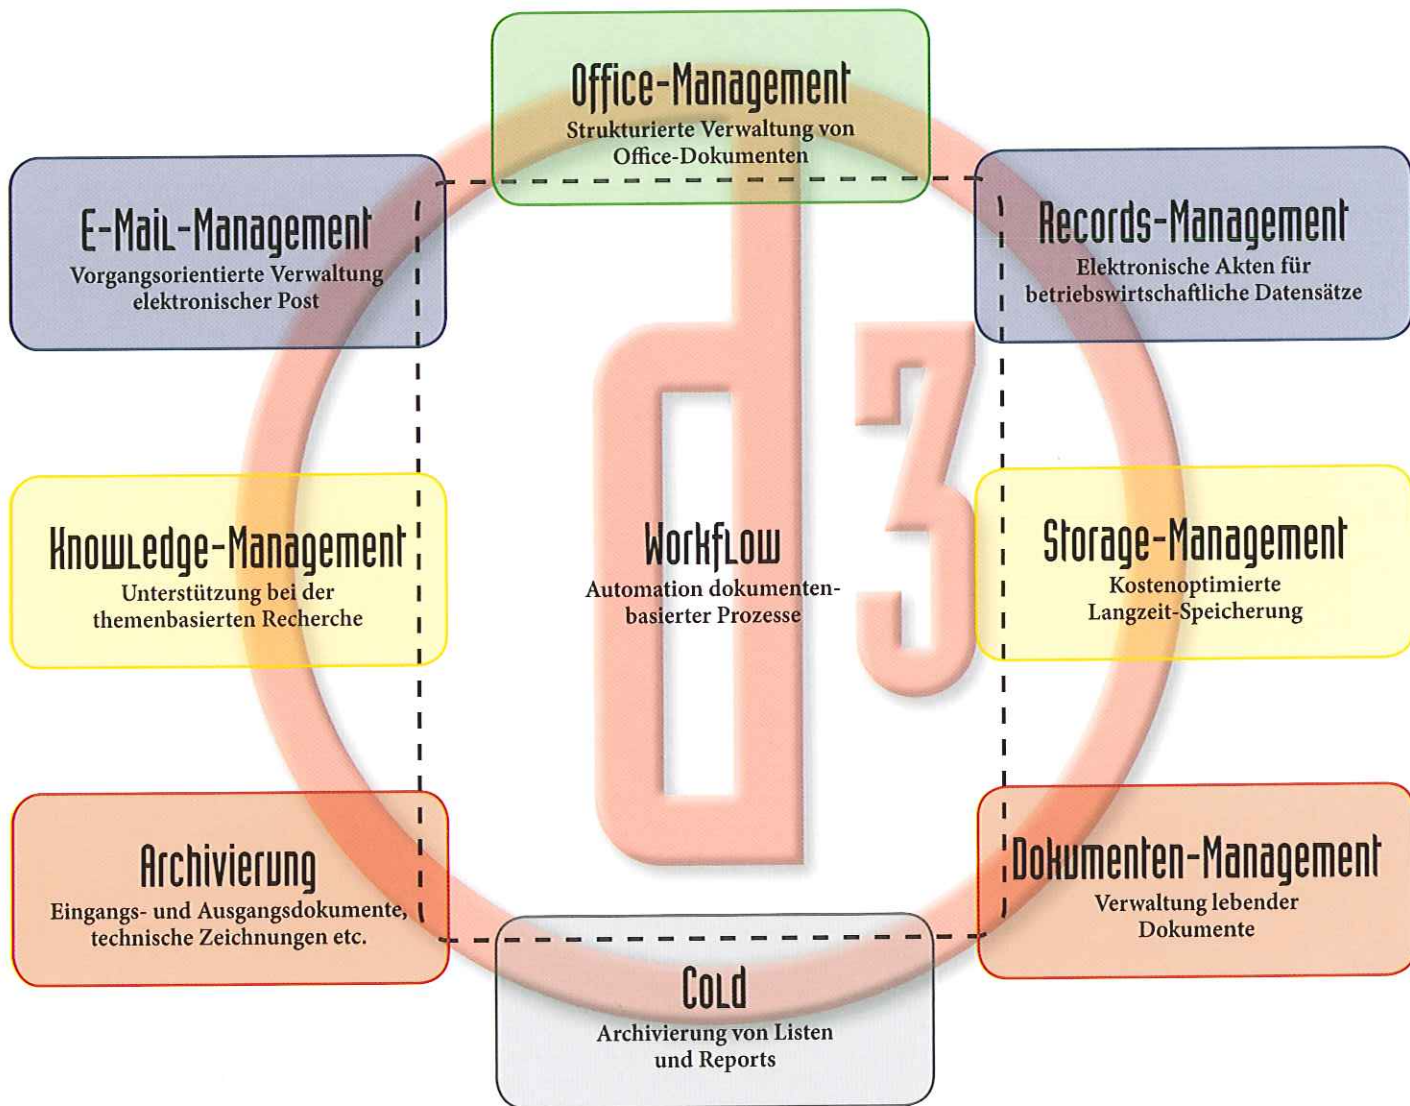 Office-Management
Strukturierte Verwaltung von
Office-Dokumenten
E-Mail-Management
Vorgangsorientierte Verwaltung
elektronischer Post
Records-Management
Elektronische Akten für
betriebswirtschaftliche Datensätze
d3
Knowledge-Management
Unterstützung bei der
themenbasierten Recherche
Workflow
Automation dokumenten-
basierter Prozesse
Storage-Management
Kostenoptimierte
Langzeit-Speicherung
Archivierung
Eingangs- und Ausgangsdokumente,
technische Zeichnungen etc.
Dokumenten-Management
Verwaltung lebender
Dokumente
Cold
Archivierung von Listen
und Reports